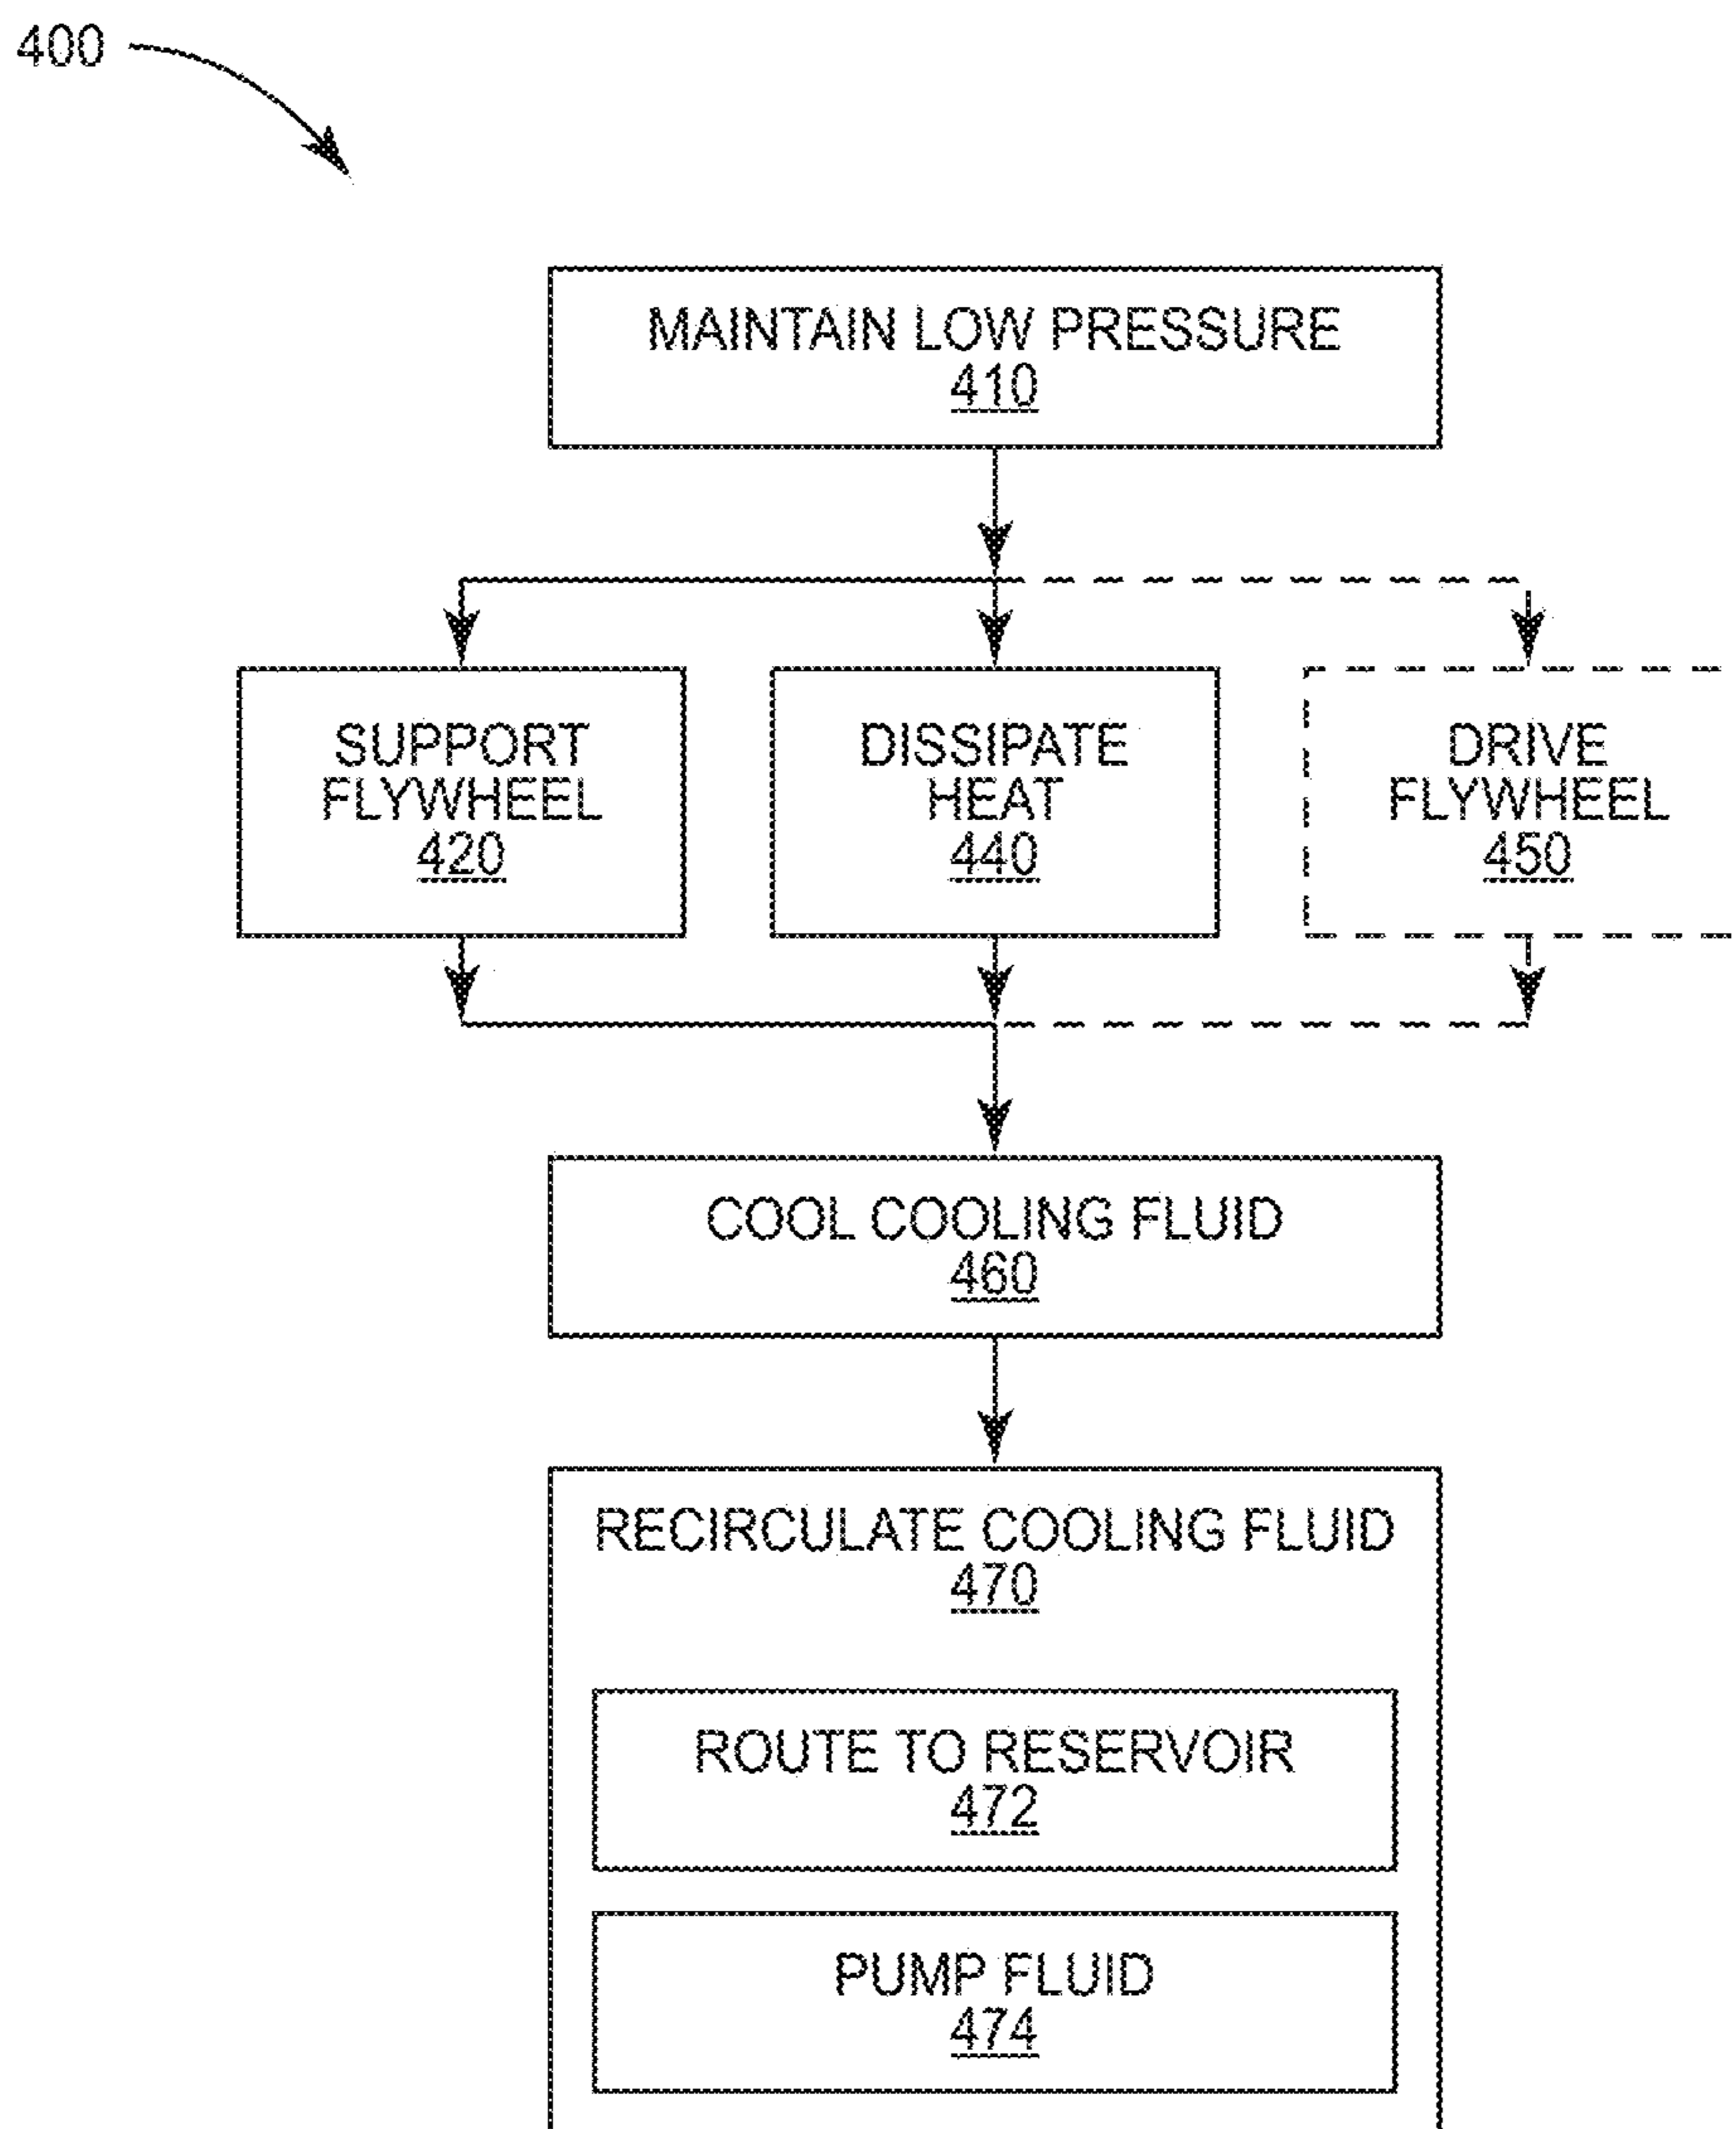 400
MAINTAIN LOW PRESSURE
410
SUPPORT
FLYWHEEL
420
DISSIPATE
HEAT
440
DRIVE
FLYWHEEL
450
COOL COOLING FLUID
460
RECIRCULATE COOLING FLUID
470
ROUTE TO RESERVOIR
472
PUMP FLUID
474